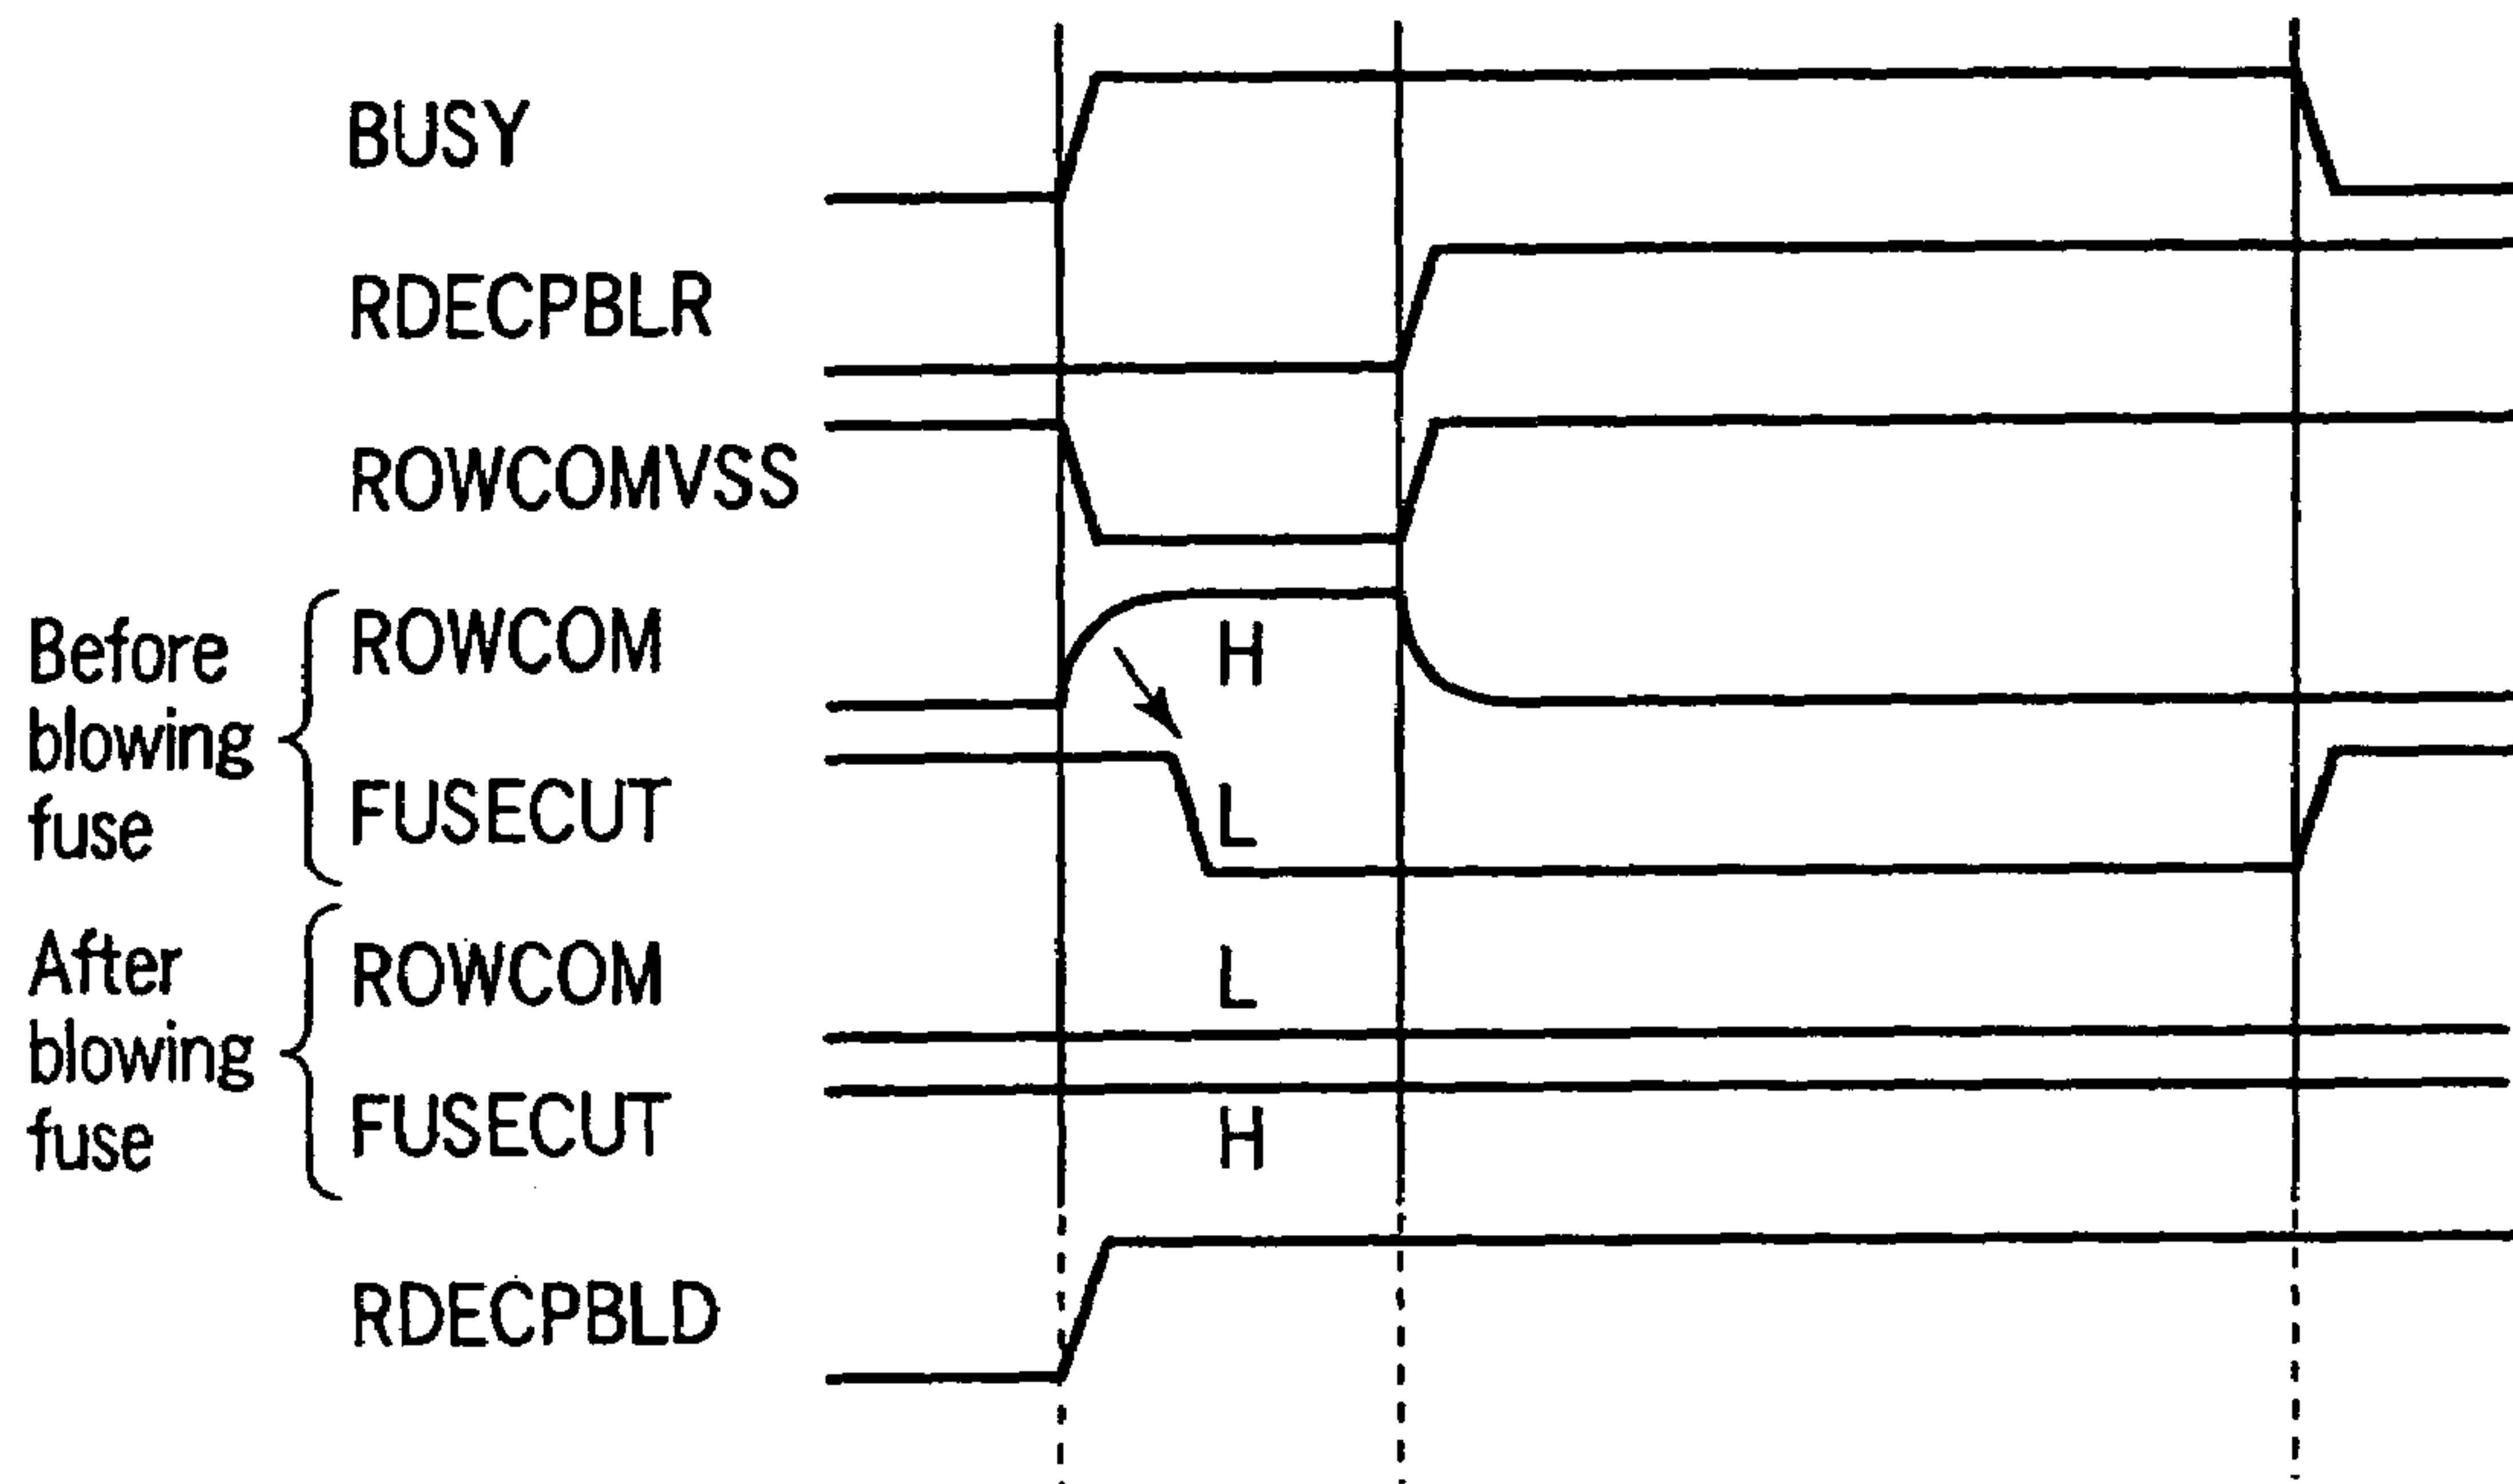 BUSY
RDECPBLR
ROWCOMVSS
Before
blowing
fuse
ROWCOM
H
FUSECUT
L
After
blowing
fuse
ROWCOM
L
FUSECUT
H
RDECPBLD